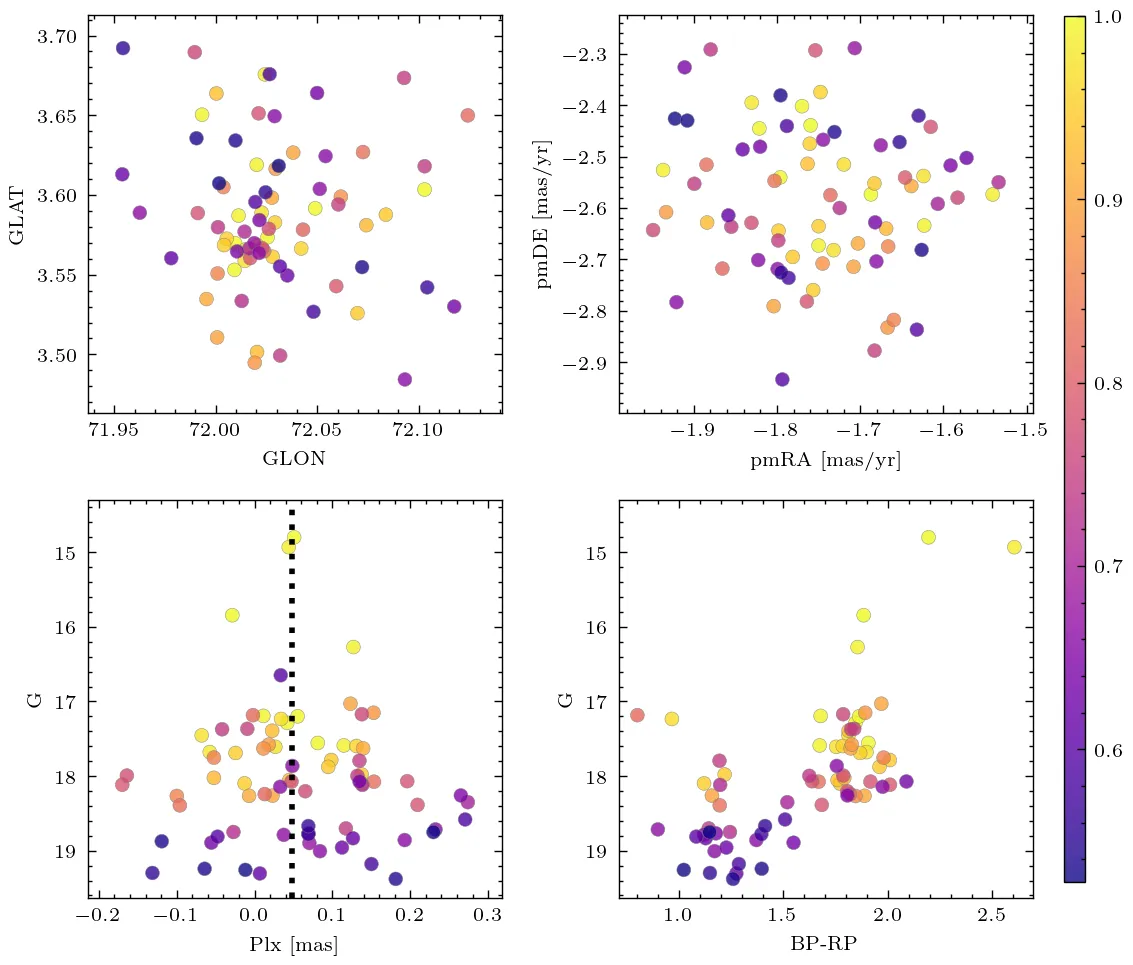 3.70
3.65
3.60
3.55
3.50
GLAT
71.95 72.00 72.05 72.10
GLON
−2.3
−2.4
−2.5
−2.6
−2.7
−2.8
−2.9
pmDE [mas/yr]
−1.9 −1.8 −1.7 −1.6 −1.5
pmRA [mas/yr]
1.0
0.9
0.8
0.7
0.6
15
16
17
18
19
G
−0.2 −0.1 0.0 0.1 0.2 0.3
Plx [mas]
15
16
17
18
19
G
1.0 1.5 2.0 2.5
BP-RP